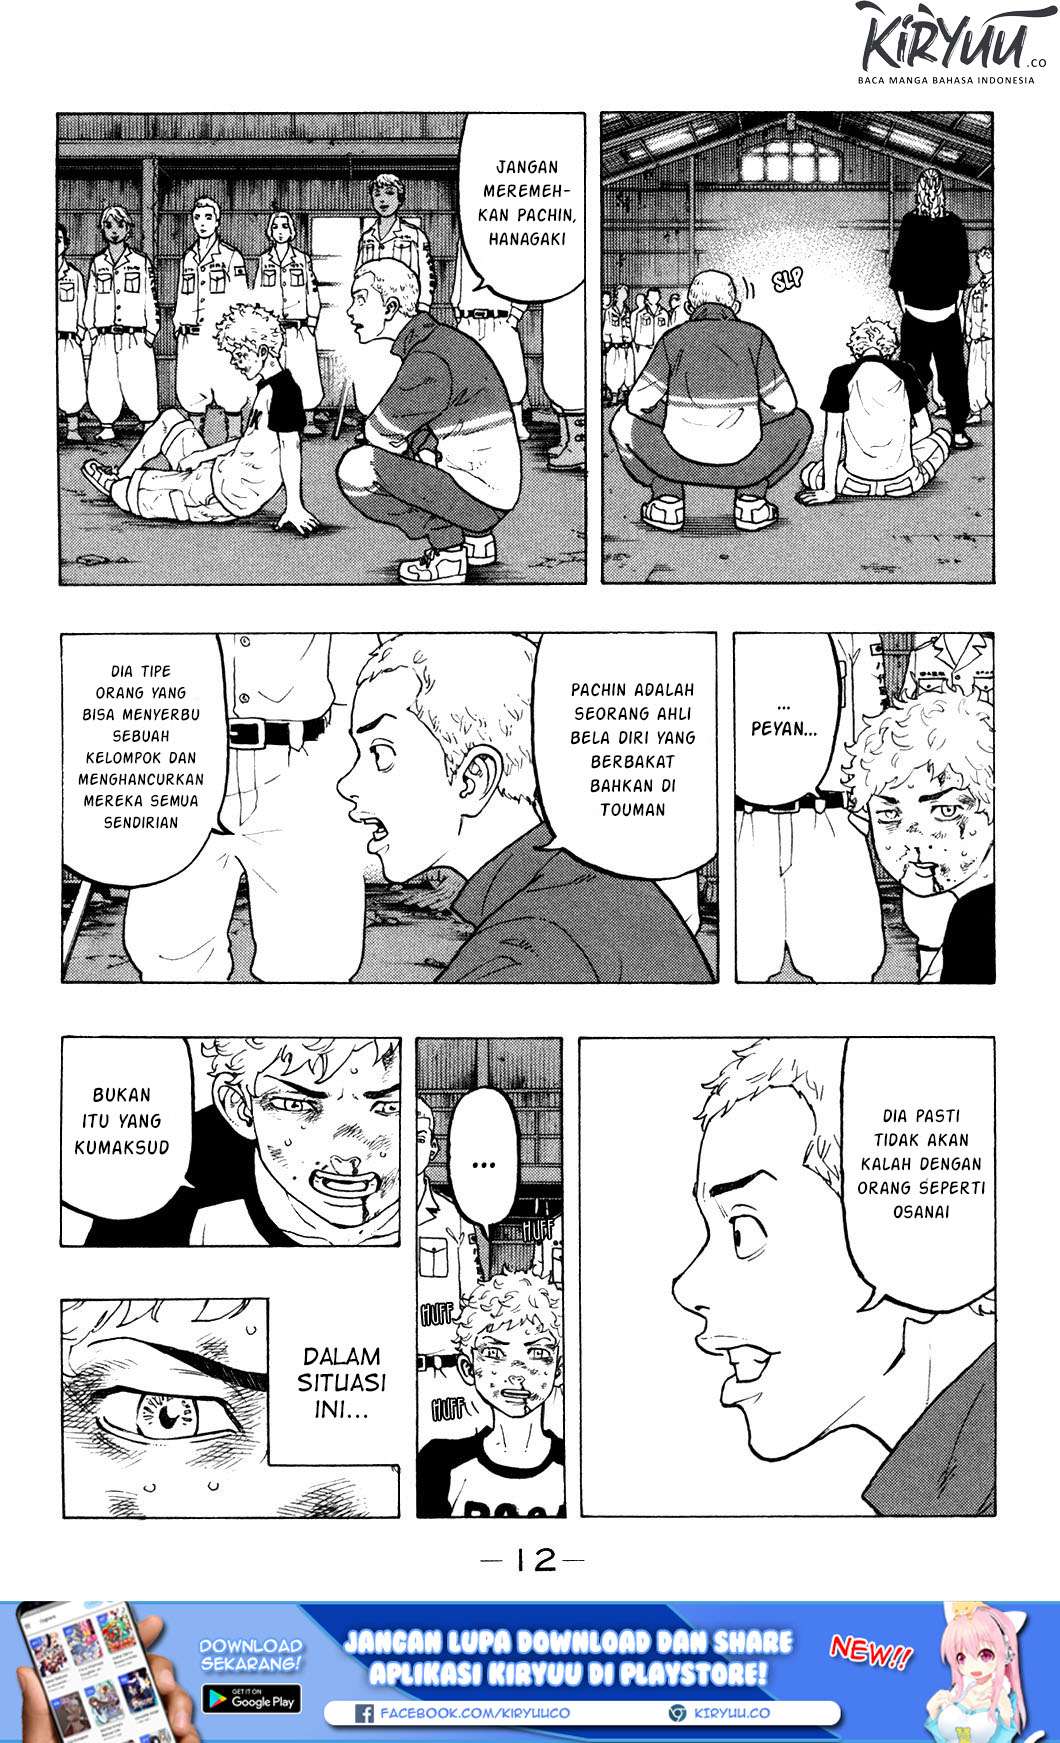 KIRYUU.CO
BACA MANGA BAHASA INDONESIA
SLP
JANGAN
MEREMEH-
KAN PACHIN,
HANAGAKI
...
PEYAN...
PACHIN ADALAH
SEORANG AHLI
BELA DIRI YANG
BERBAKAT
BAHKAN DI
TOUMAN
DIA TIPE
ORANG YANG
BISA MENYERBU
SEBUAH
KELOMPOK DAN
MENGHANCURKAN
MEREKA SEMUA
SENDIRIAN
DIA PASTI
TIDAK AKAN
KALAH DENGAN
ORANG SEPERTI
OSANAI
...
HUFF
HUFF
HUFF
BUKAN
ITU YANG
KUMAKSUD
DALAM
SITUASI
INI...
-12-
DOWNLOAD
SEKARANG!
GET IT ON
Google Play
JANGAN LUPA DOWNLOAD DAN SHARE
APLIKASI KIRYUU DI PLAYSTORE!
FACEBOOK.COM/KIRYUUCO
KIRYUU.CO
NEW!!